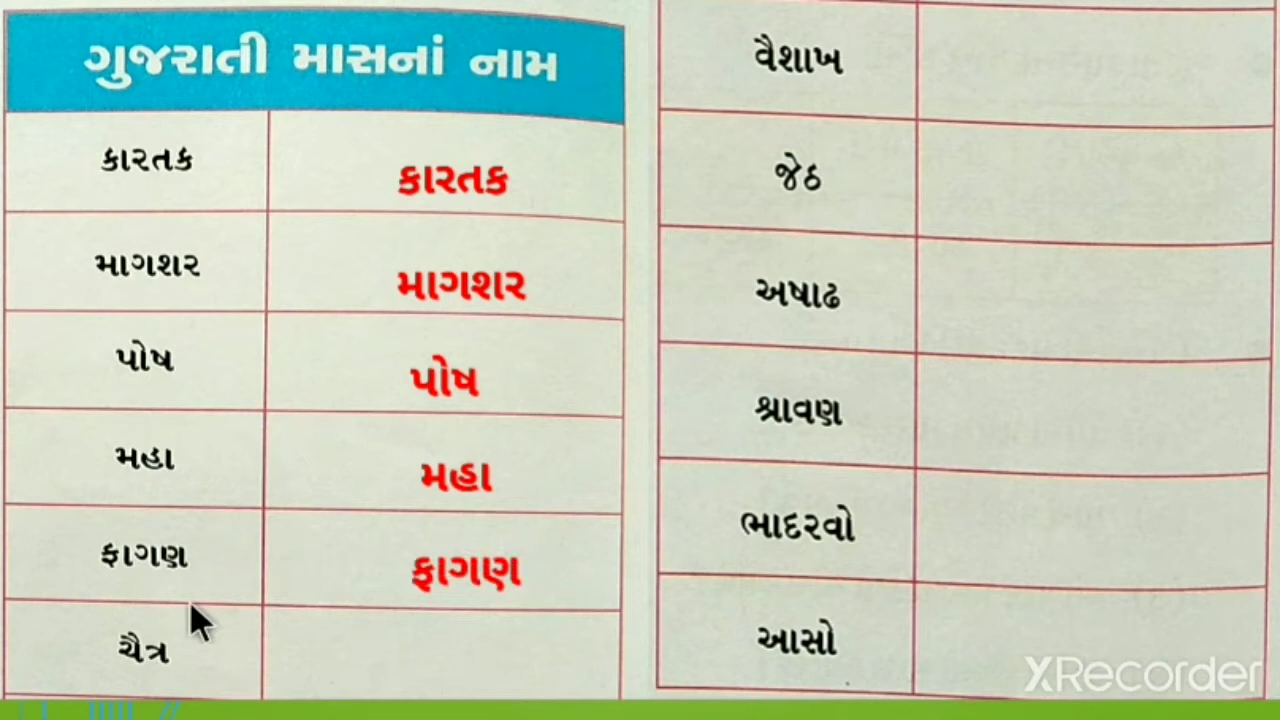 ગુજરાતી માસનાં નામ
કારતક કારતક
માગશર માગશર
પોષ પોષ
મહા મહા
ફાગણ ફાગણ
ચૈત્ર
વૈશાખ
જેઠ
અષાઢ
શ્રાવણ
ભાદરવો
આસો
XRecorder